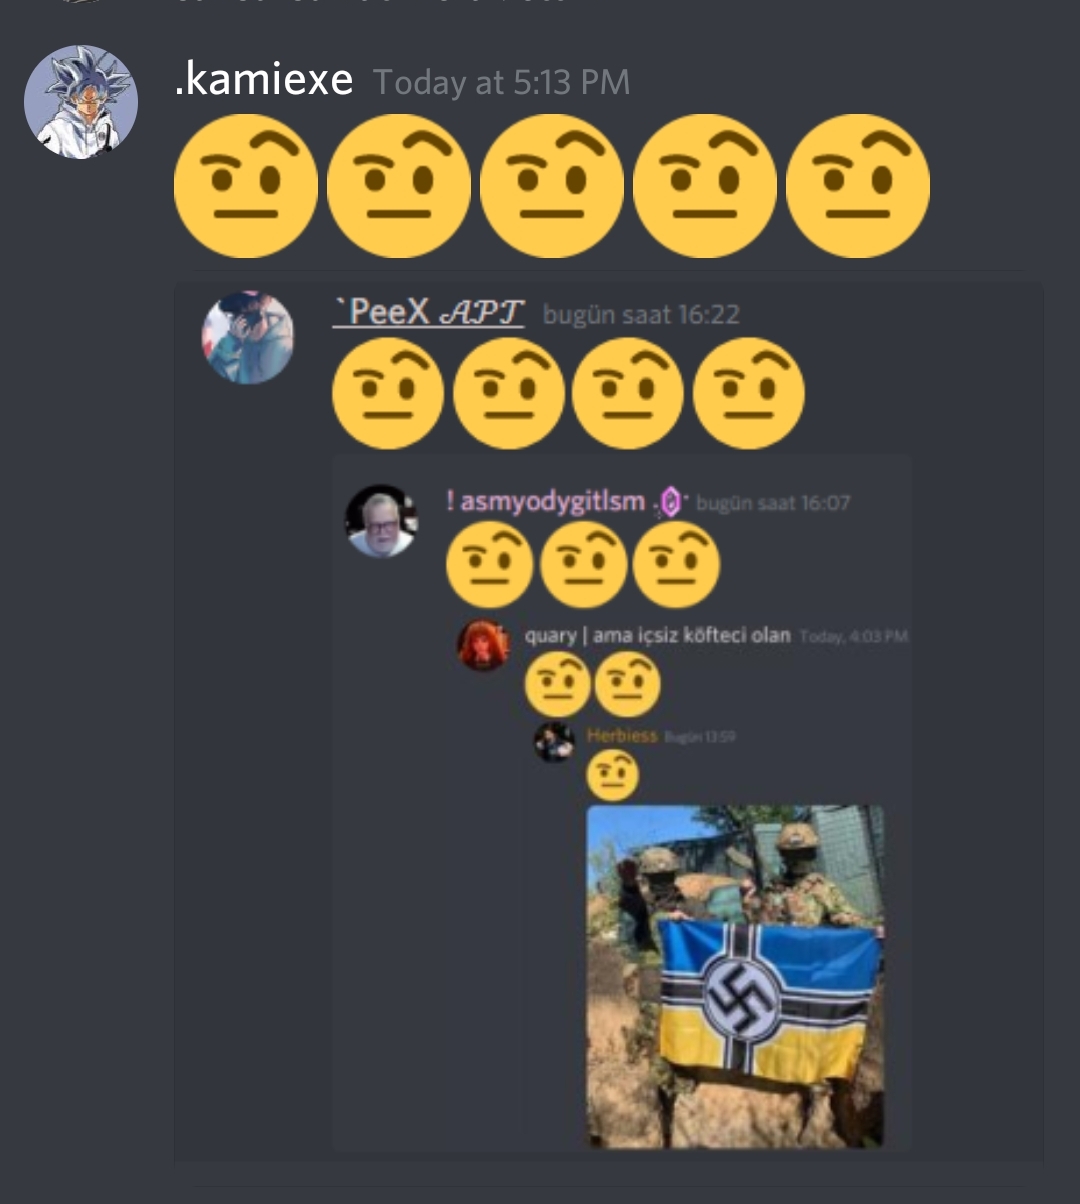 .kamiexe Today at 5:13 PM
`PeeX 𝒜𝒫𝒯 bugün saat 16:22
! asmyodygitlsm bugün saat 16:07
quary | ama içsiz köfteci olan Today, 4:03 PM
Herbiess Bugün 13:59